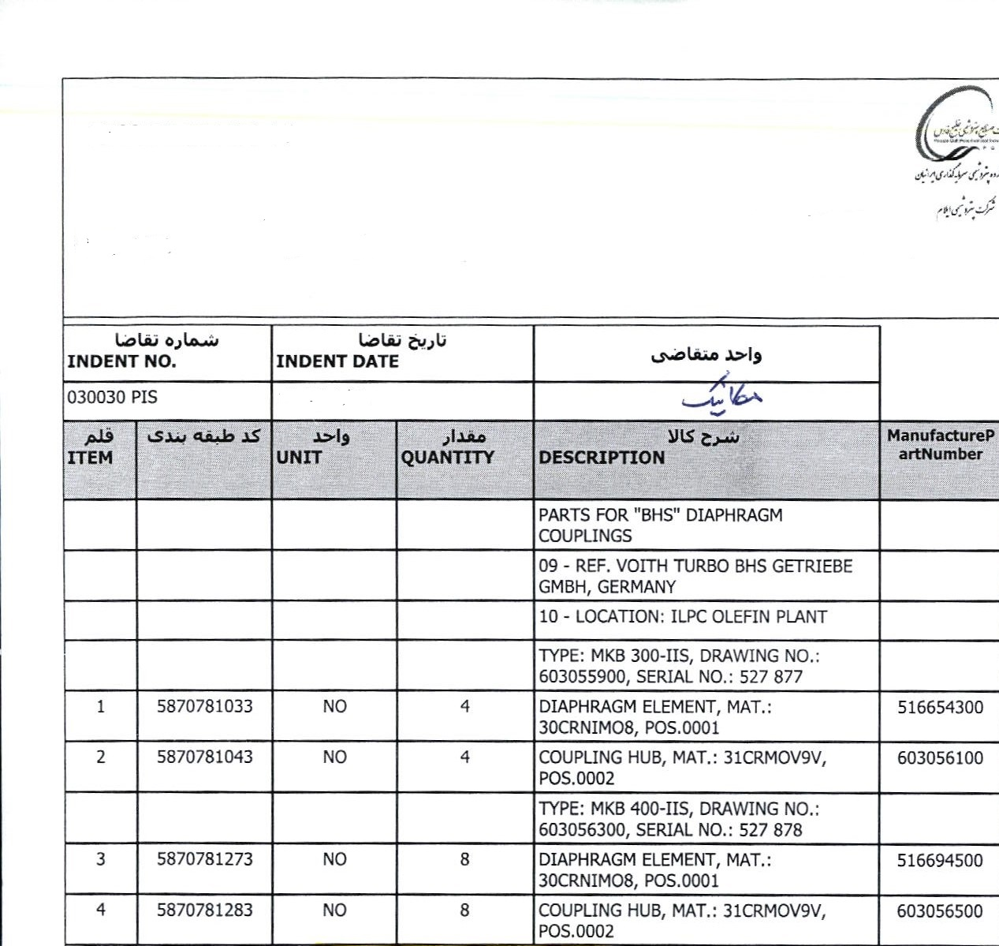 شرکت پتروشیمی ایلام
شماره تقاضا
INDENT NO.
تاریخ تقاضا
INDENT DATE
واحد متقاضی
030030 PIS
مکانیک
قلم
ITEM
کد طبقه بندی
واحد
UNIT
مقدار
QUANTITY
شرح کالا
DESCRIPTION
ManufactureP
artNumber
PARTS FOR "BHS" DIAPHRAGM
COUPLINGS
09 - REF. VOITH TURBO BHS GETRIEBE
GMBH, GERMANY
10 - LOCATION: ILPC OLEFIN PLANT
TYPE: MKB 300-IIS, DRAWING NO.:
603055900, SERIAL NO.: 527 877
1 5870781033 NO 4 DIAPHRAGM ELEMENT, MAT.: 516654300
30CRNIMO8, POS.0001
2 5870781043 NO 4 COUPLING HUB, MAT.: 31CRMOV9V, 603056100
POS.0002
TYPE: MKB 400-IIS, DRAWING NO.:
603056300, SERIAL NO.: 527 878
3 5870781273 NO 8 DIAPHRAGM ELEMENT, MAT.: 516694500
30CRNIMO8, POS.0001
4 5870781283 NO 8 COUPLING HUB, MAT.: 31CRMOV9V, 603056500
POS.0002